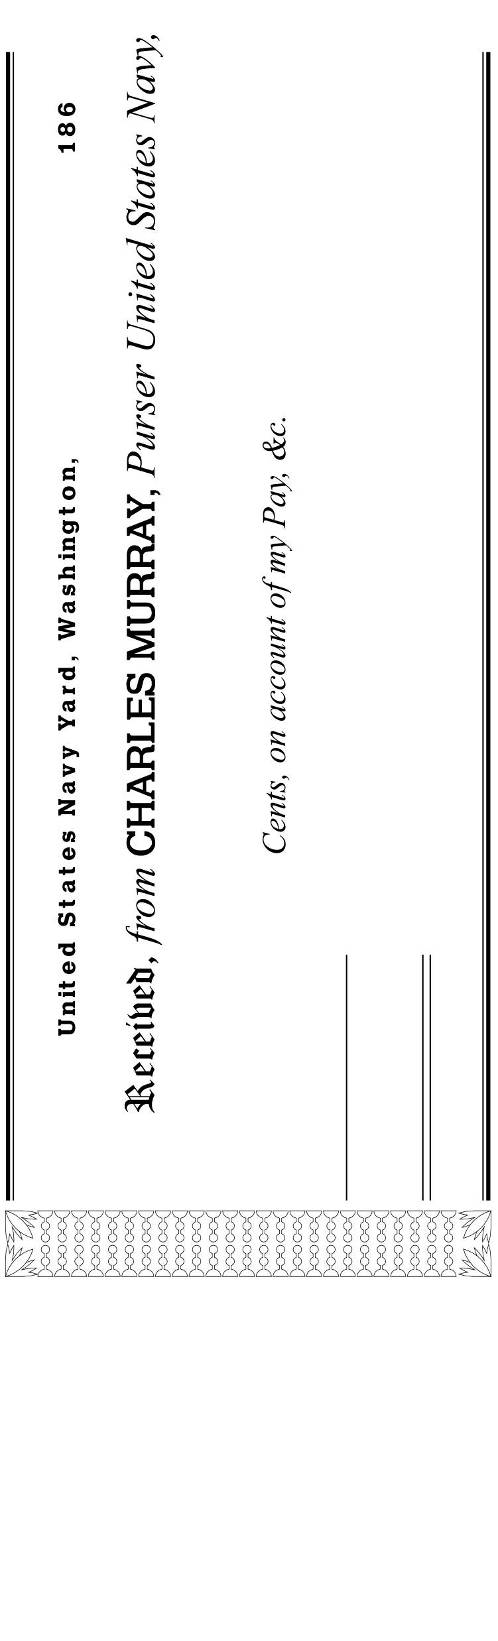 United States Navy Yard, Washington, 186
Received, from CHARLES MURRAY, Purser United States Navy,
Cents, on account of my Pay, &c.